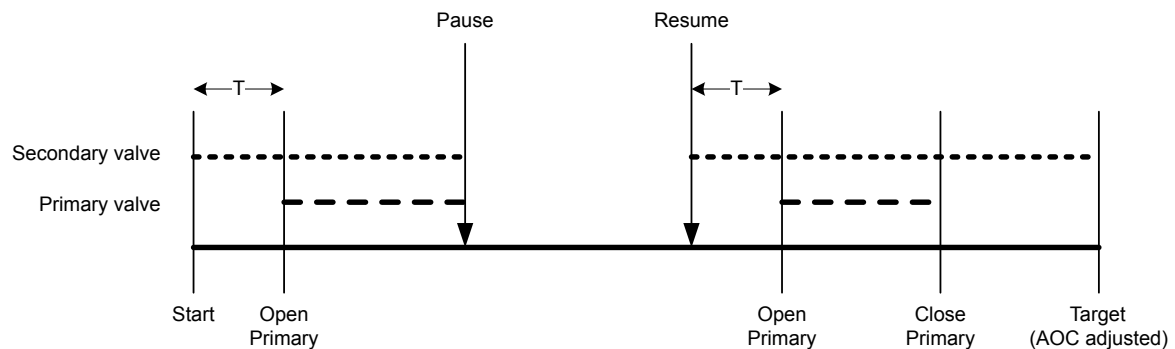 Pause
Resume
T
T
Secondary valve
Primary valve
Start
Open
Primary
Open
Primary
Close
Primary
Target
(AOC adjusted)